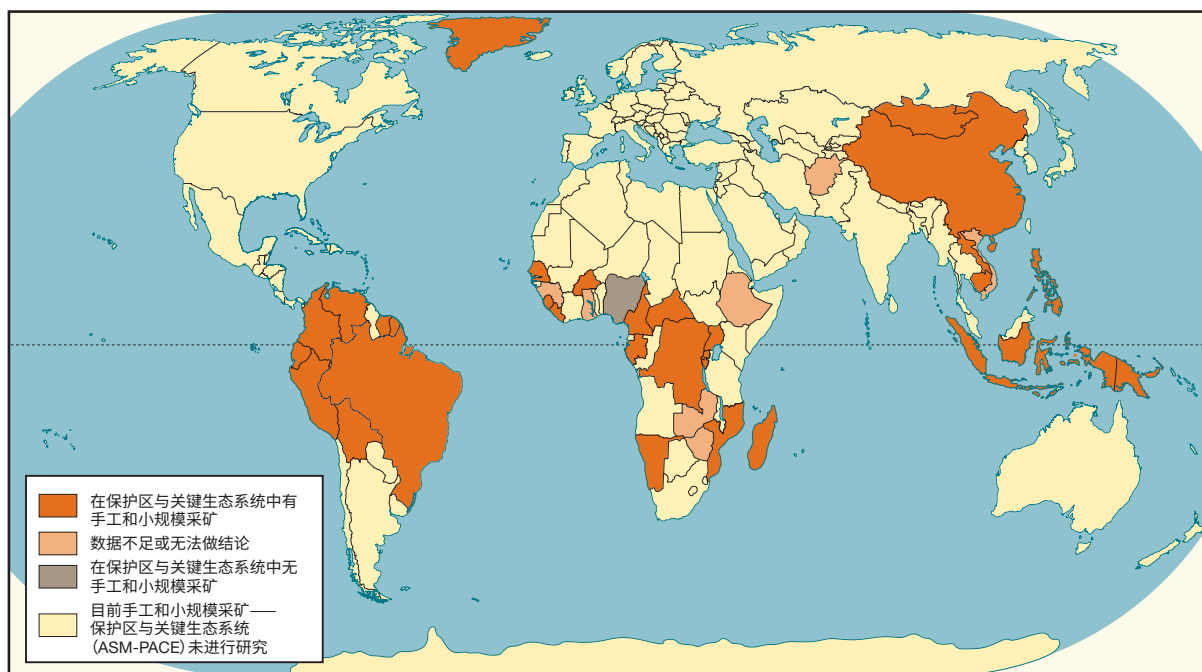 在保护区与关键生态系统中有
手工和小规模采矿
数据不足或无法做结论
在保护区与关键生态系统中无
手工和小规模采矿
目前手工和小规模采矿——
保护区与关键生态系统
(ASM-PACE)未进行研究